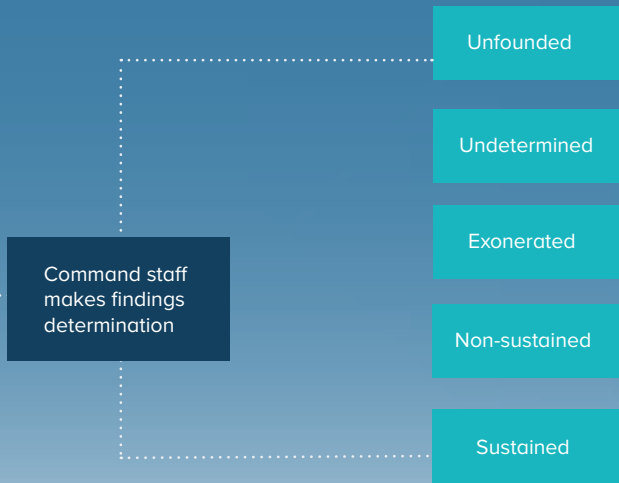 Unfounded
Undetermined
Exonerated
Command staff
makes findings
determination
Non-sustained
Sustained